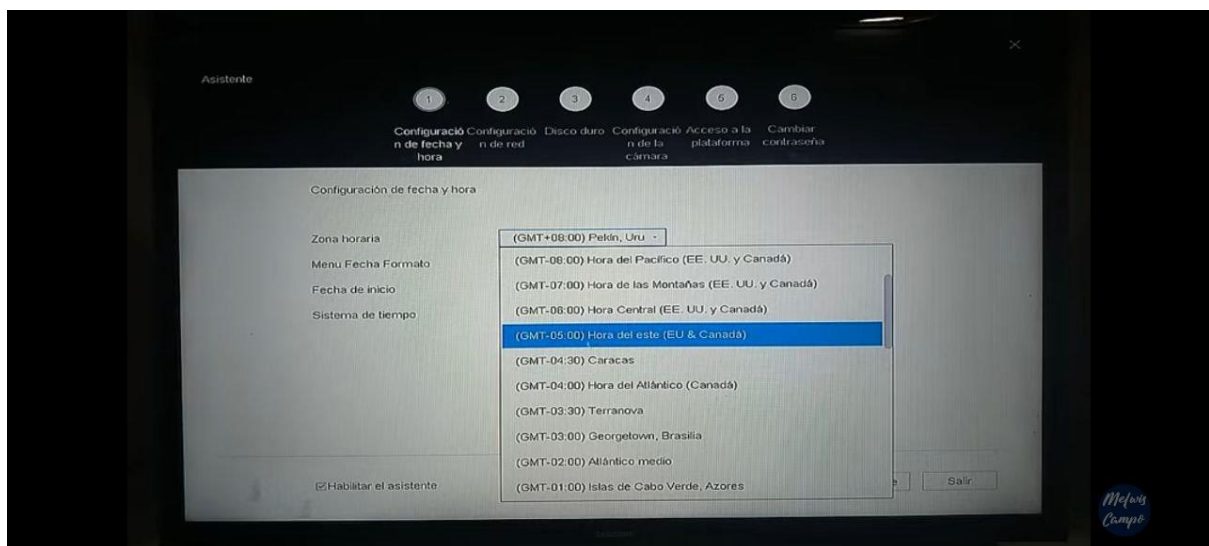 Asistente
1
2
3
4
5
6
Configuració
n de fecha y
hora
Configuració
n de red
Disco duro
Configuració
n de la
cámara
Acceso a la
plataforma
Cambiar
contraseña
Configuración de fecha y hora
Zona horaria
(GMT+08:00) Pekín, Uru
Menu Fecha Formato
Fecha de inicio
Sistema de tiempo
(GMT-08:00) Hora del Pacífico (EE. UU. y Canadá)
(GMT-07:00) Hora de las Montañas (EE. UU. y Canadá)
(GMT-06:00) Hora Central (EE. UU. y Canadá)
(GMT-05:00) Hora del este (EU & Canadá)
(GMT-04:30) Caracas
(GMT-04:00) Hora del Atlántico (Canadá)
(GMT-03:30) Terranova
(GMT-03:00) Georgetown, Brasilia
(GMT-02:00) Atlántico medio
(GMT-01:00) Islas de Cabo Verde, Azores
Habilitar el asistente
Salir
Melwis
Campo